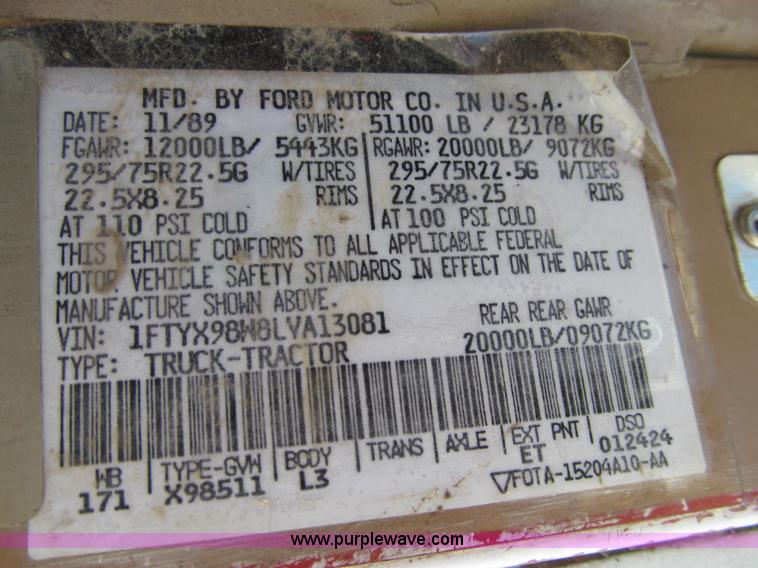 MFD. BY FORD MOTOR CO. IN U.S.A.
DATE: 11/89 GVWR: 51100 LB / 23178 KG
FGAWR: 12000LB/ 5443KG RGAWR: 20000LB/ 9072KG
295/75R22.5G W/TIRES 295/75R22.5G W/TIRES
22.5X8.25 RIMS 22.5X8.25 RIMS
AT 110 PSI COLD AT 100 PSI COLD
THIS VEHICLE CONFORMS TO ALL APPLICABLE FEDERAL
MOTOR VEHICLE SAFETY STANDARDS IN EFFECT ON THE DATE OF
MANUFACTURE SHOWN ABOVE.
REAR REAR GAWR
VIN: 1FTYX98W8LVA13081 20000LB/09072KG
TYPE: TRUCK-TRACTOR
WB TYPE-GVW BODY TRANS AXLE EXT PNT DSO
171 X98511 L3 ET 012424
FOTA-15204A10-AA
www.purplewave.com